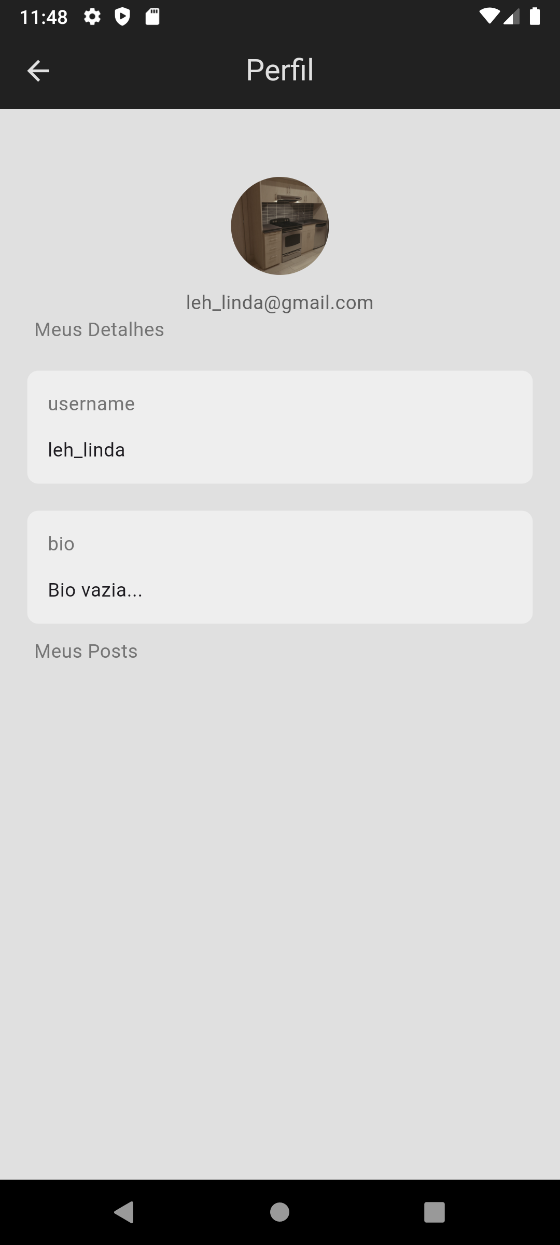 11:48
Perfil
leh_linda@gmail.com
Meus Detalhes
username
leh_linda
bio
Bio vazia...
Meus Posts